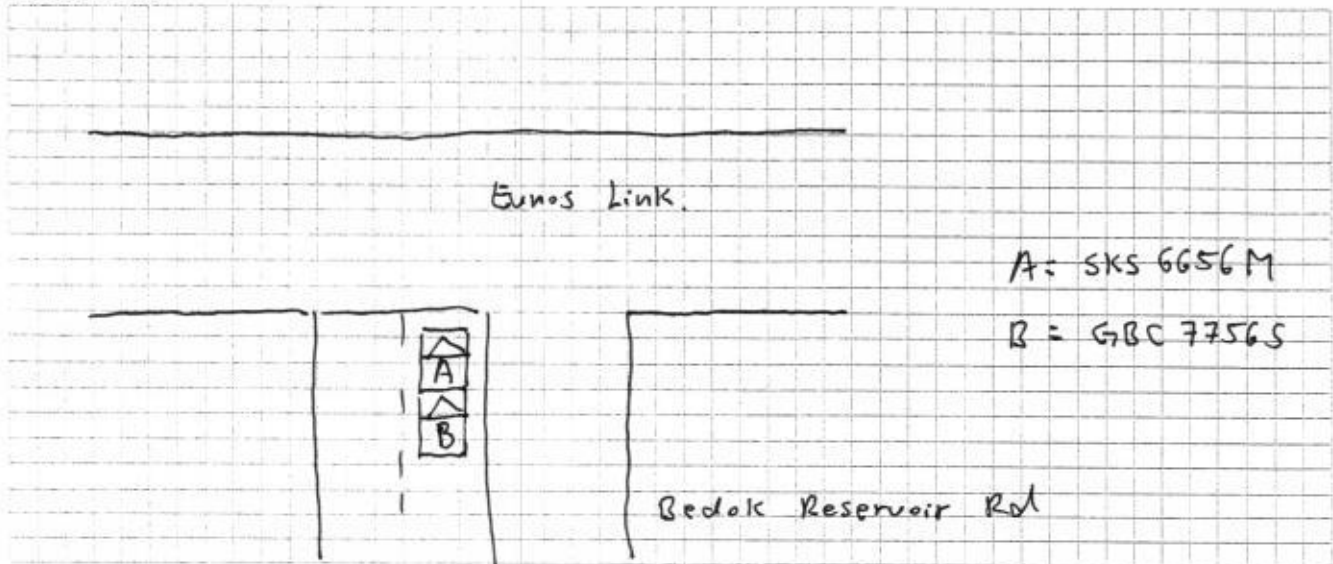 Eunos Link.
A = SKS 6656M
B = GBC 7756S
A
B
Bedok Reservoir Rd